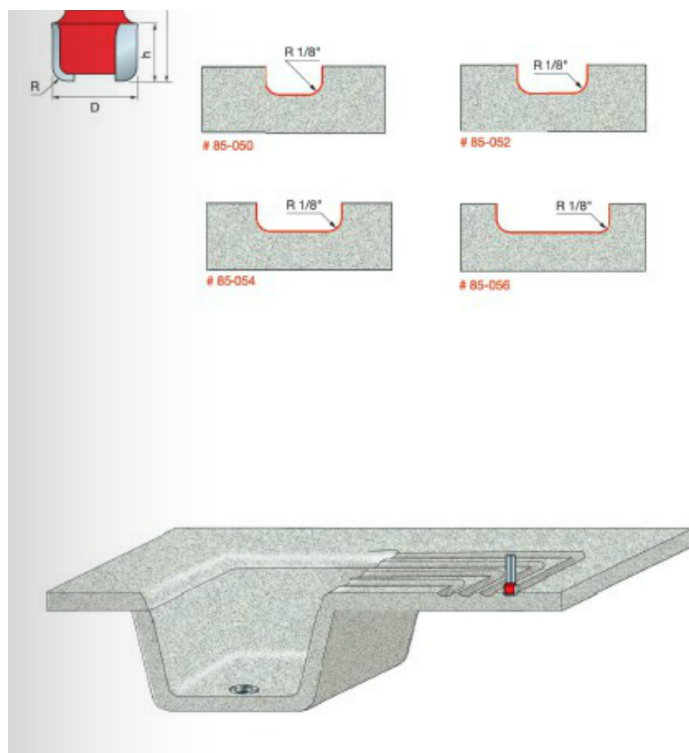 h
R
D
R 1/8"
# 85-050
R 1/8"
# 85-052
R 1/8"
# 85-054
R 1/8"
# 85-056